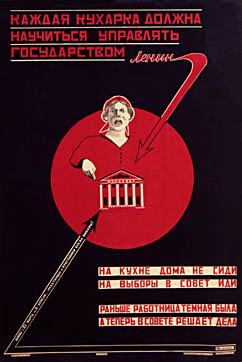 КАЖДАЯ КУХАРКА ДОЛЖНА
НАУЧИТЬСЯ УПРАВЛЯТЬ
ГОСУДАРСТВОМ
Ленин
НА КУХНЕ ДОМА НЕ СИДИ
НА ВЫБОРЫ В СОВЕТ ИДИ
РАНЬШЕ РАБОТНИЦА ТЕМНАЯ БЫЛА
А ТЕПЕРЬ В СОВЕТЕ РЕШАЕТ ДЕЛА